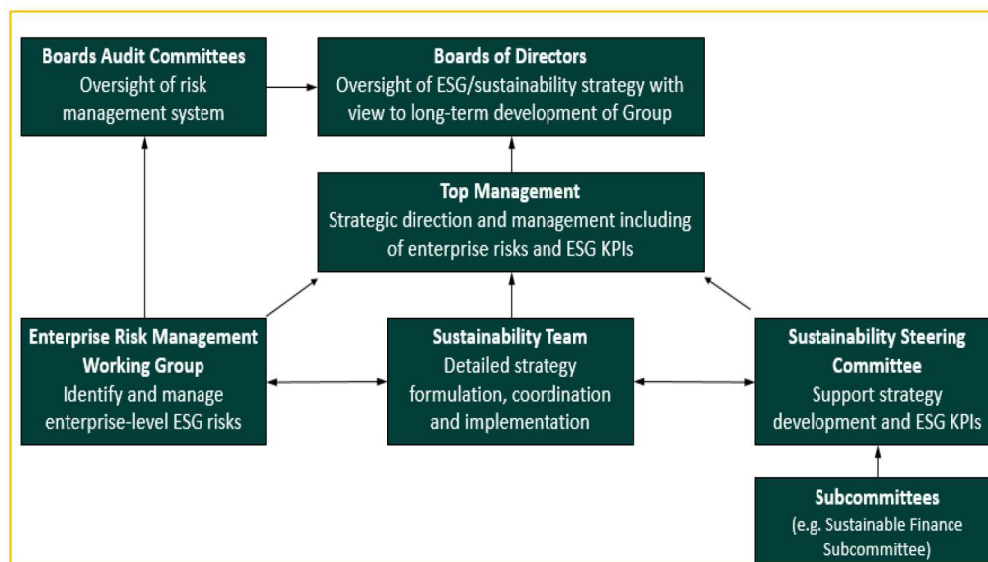 Boards Audit Committees
Oversight of risk
management system
Boards of Directors
Oversight of ESG/sustainability strategy with
view to long-term development of Group
Top Management
Strategic direction and management including
of enterprise risks and ESG KPIs
Enterprise Risk Management
Working Group
Identify and manage
enterprise-level ESG risks
Sustainability Team
Detailed strategy
formulation, coordination
and implementation
Sustainability Steering
Committee
Support strategy
development and ESG KPIs
Subcommittees
(e.g. Sustainable Finance
Subcommittee)